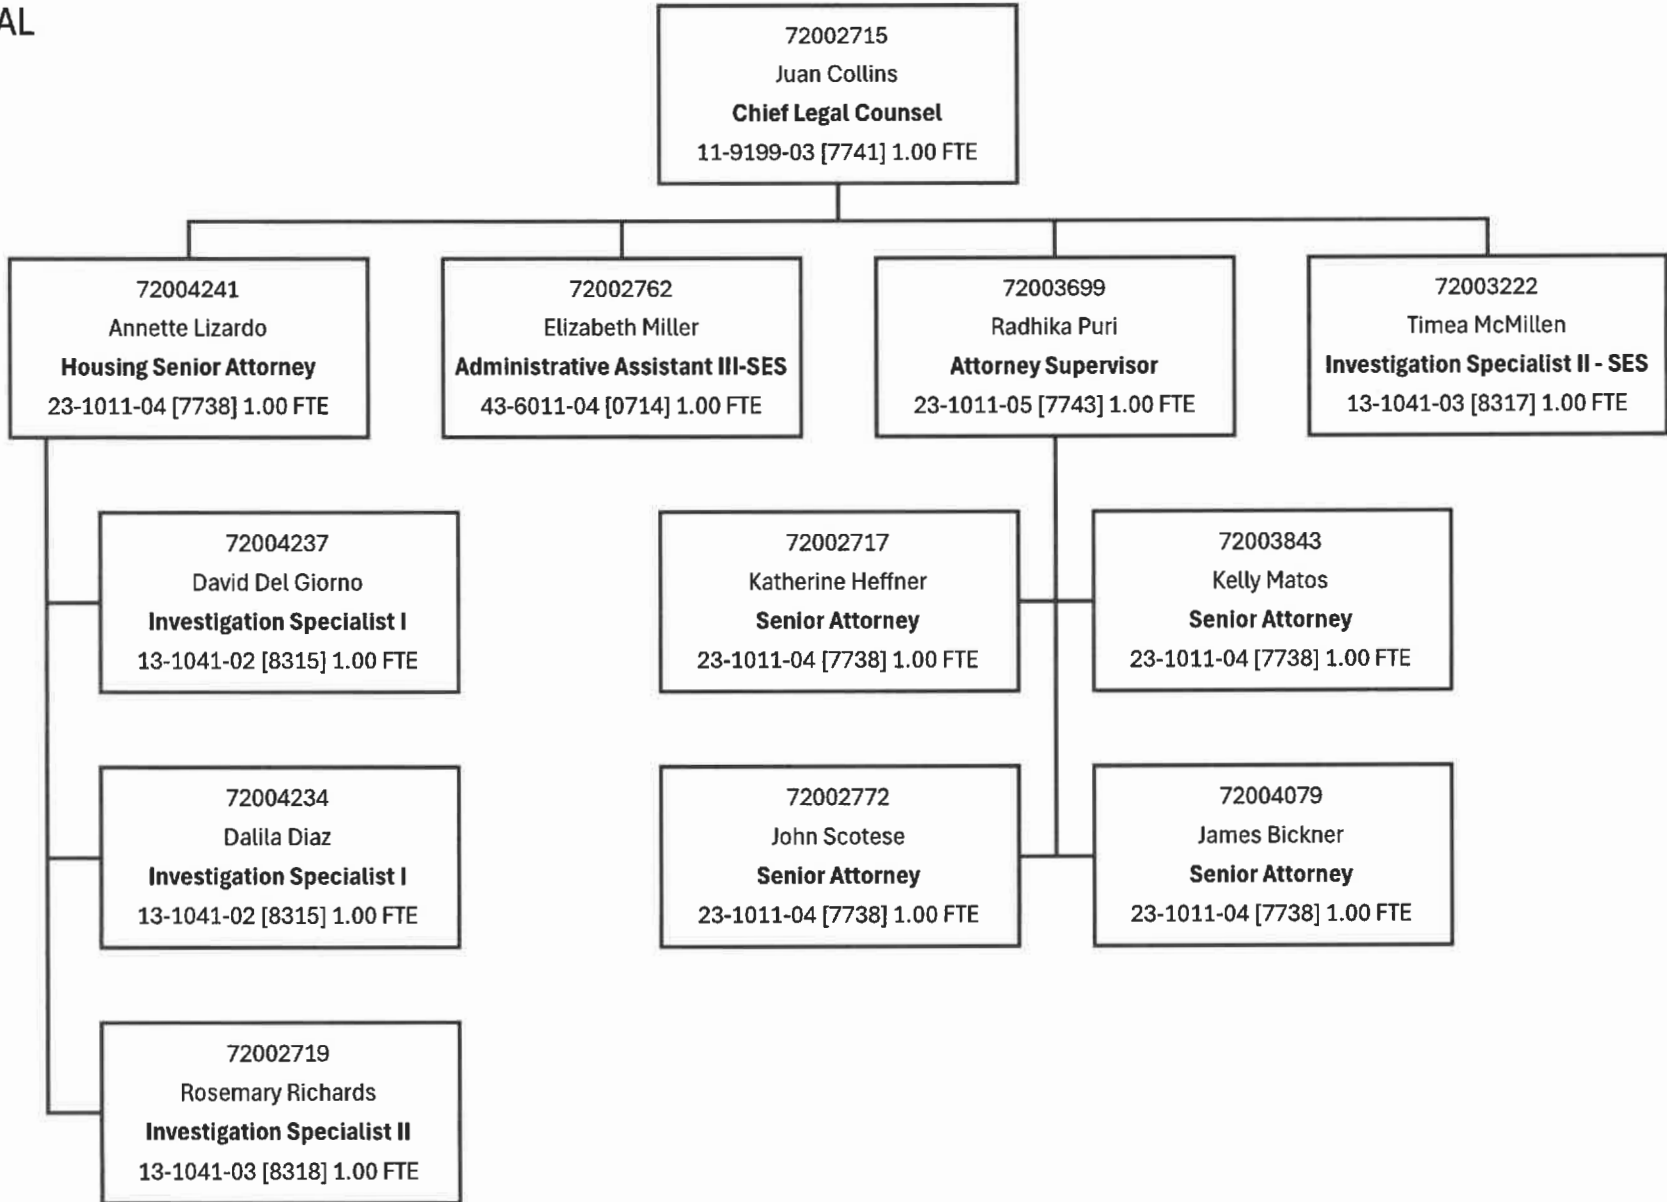 AL
72002715
Juan Collins
Chief Legal Counsel
11-9199-03 [7741] 1.00 FTE
72004241
Annette Lizardo
Housing Senior Attorney
23-1011-04 [7738] 1.00 FTE
72002762
Elizabeth Miller
Administrative Assistant III-SES
43-6011-04 [0714] 1.00 FTE
72003699
Radhika Puri
Attorney Supervisor
23-1011-05 [7743] 1.00 FTE
72003222
Timea McMillen
Investigation Specialist II - SES
13-1041-03 [8317] 1.00 FTE
72004237
David Del Giorno
Investigation Specialist I
13-1041-02 [8315] 1.00 FTE
72002717
Katherine Heffner
Senior Attorney
23-1011-04 [7738] 1.00 FTE
72003843
Kelly Matos
Senior Attorney
23-1011-04 [7738] 1.00 FTE
72004234
Dalila Diaz
Investigation Specialist I
13-1041-02 [8315] 1.00 FTE
72002772
John Scotese
Senior Attorney
23-1011-04 [7738] 1.00 FTE
72004079
James Bickner
Senior Attorney
23-1011-04 [7738] 1.00 FTE
72002719
Rosemary Richards
Investigation Specialist II
13-1041-03 [8318] 1.00 FTE